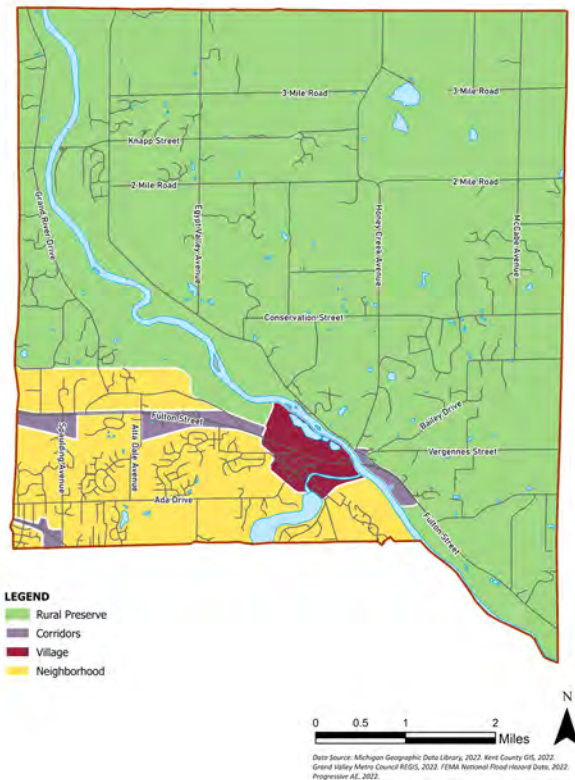 3 Mile Road
3 Mile Road
Knapp Street
2 Mile Road
2 Mile Road
Grand River Drive
Egypt Valley Avenue
Honey Creek Avenue
McCabe Avenue
Conservation Street
Fulton Street
Bailey Drive
Spaulding Avenue
Alta Dale Avenue
Vergennes Street
Ada Drive
Fulton Street
LEGEND
Rural Preserve
Corridors
Village
Neighborhood
N
0 0.5 1 2
Miles
Data Source: Michigan Geographic Data Library, 2022. Kent County GIS, 2022.
Grand Valley Metro Council REGIS, 2022. FEMA National Flood Hazard Data, 2022.
Progressive AE, 2022.